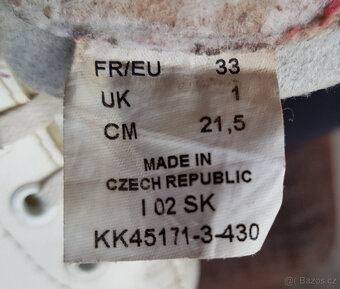 FR/EU 33
UK 1
CM 21,5
MADE IN
CZECH REPUBLIC
I 02 SK
KK45171-3-430
Bazos.cz